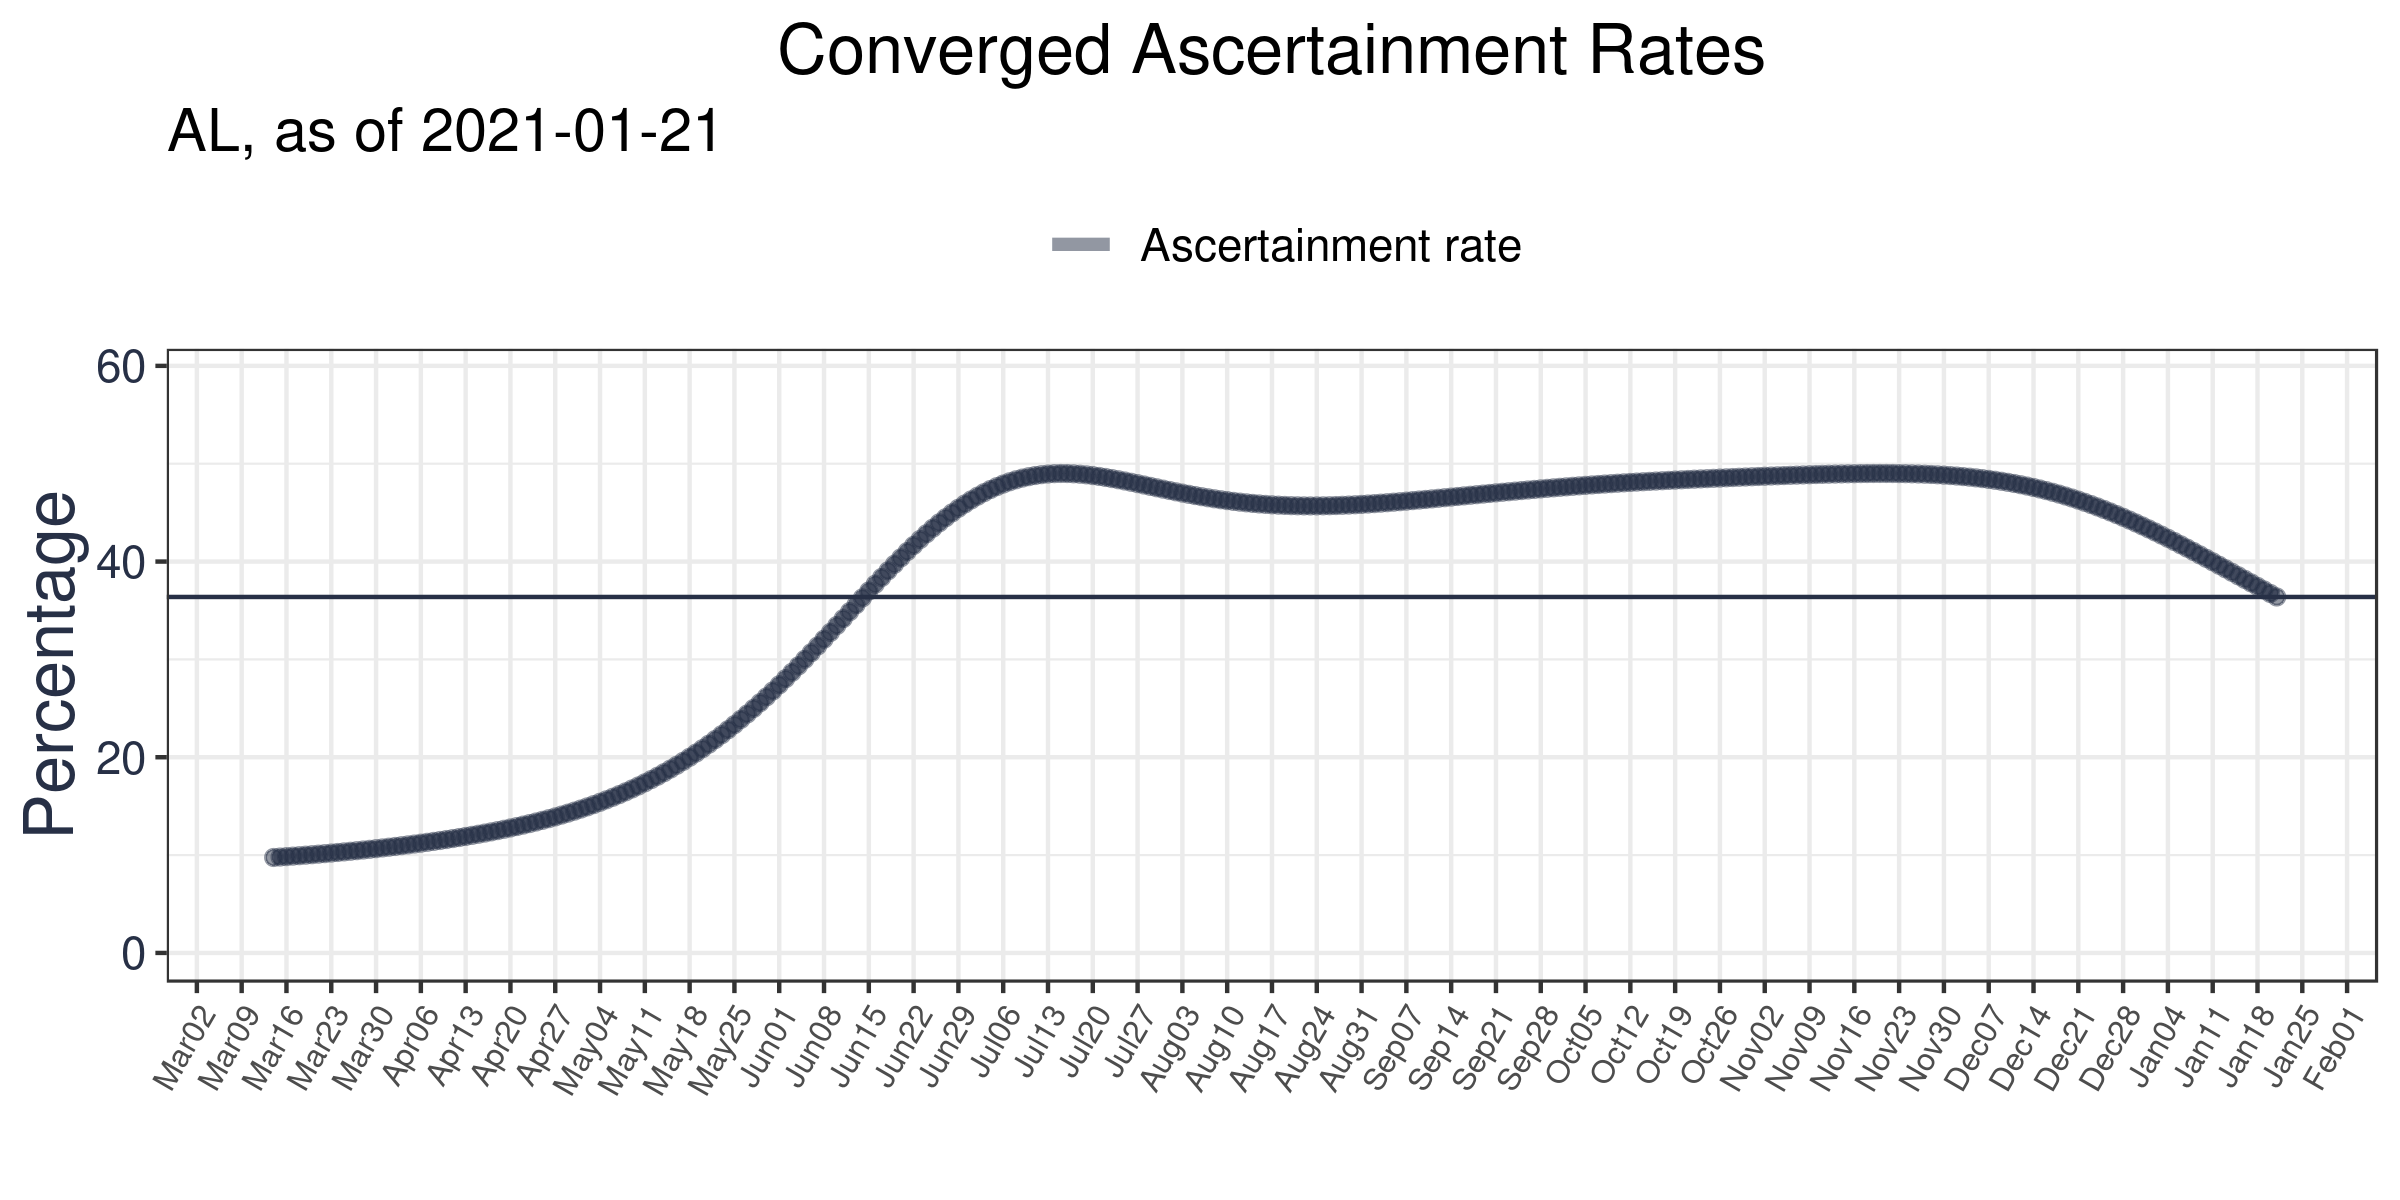 Converged Ascertainment Rates
AL, as of 2021-01-21
Ascertainment rate
Percentage
60
40
20
0
Mar02
Mar09
Mar16
Mar23
Mar30
Apr06
Apr13
Apr20
Apr27
May04
May11
May18
May25
Jun01
Jun08
Jun15
Jun22
Jun29
Jul06
Jul13
Jul20
Jul27
Aug03
Aug10
Aug17
Aug24
Aug31
Sep07
Sep14
Sep21
Sep28
Oct05
Oct12
Oct19
Oct26
Nov02
Nov09
Nov16
Nov23
Nov30
Dec07
Dec14
Dec21
Dec28
Jan04
Jan11
Jan18
Jan25
Feb01